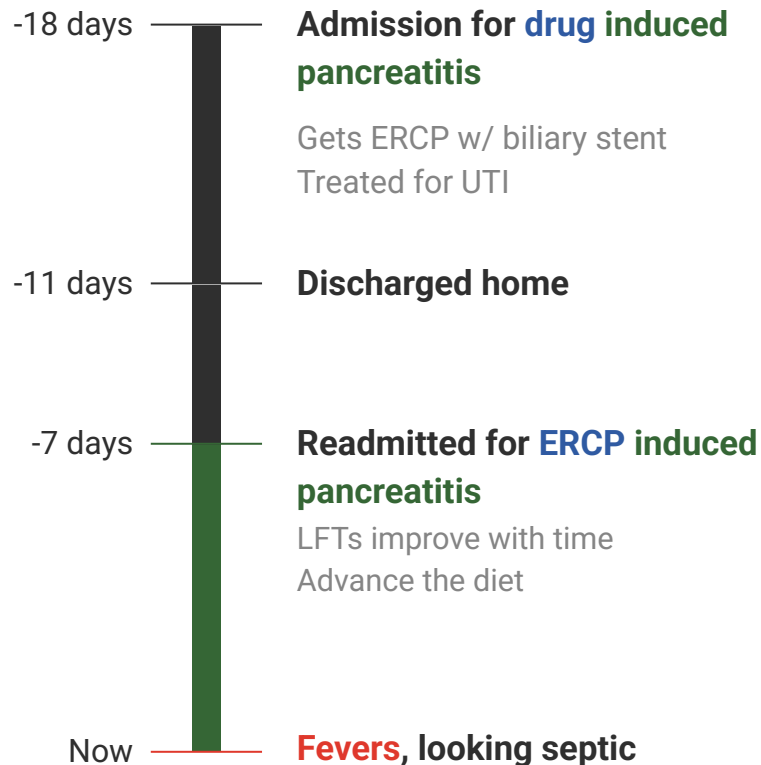 -18 days Admission for drug induced
pancreatitis
Gets ERCP w/ biliary stent
Treated for UTI
-11 days Discharged home
-7 days Readmitted for ERCP induced
pancreatitis
LFTs improve with time
Advance the diet
Now Fevers, looking septic